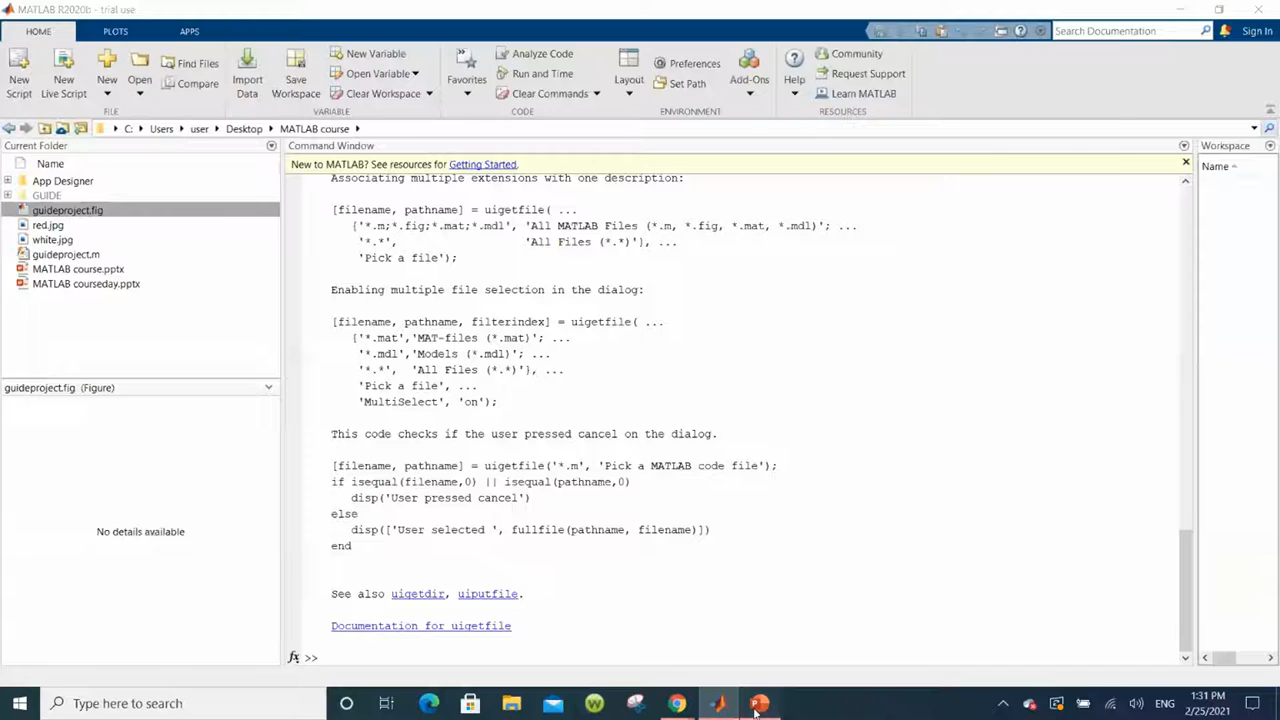 MATLAB R2020b - trial use
HOME PLOTS APPS
Search Documentation
Sign In
New Script
New Live Script
New
Open
Find Files
Compare
Import Data
Save Workspace
New Variable
Open Variable
Clear Workspace
Favorites
Analyze Code
Run and Time
Clear Commands
Layout
Preferences
Set Path
Add-Ons
Help
Community
Request Support
Learn MATLAB
FILE VARIABLE CODE ENVIRONMENT RESOURCES
C: Users user Desktop MATLAB course
Current Folder
Name
App Designer
GUIDE
guideproject.fig
red.jpg
white.jpg
guideproject.m
MATLAB course.pptx
MATLAB courseday.pptx
guideproject.fig (Figure)
No details available
Command Window
New to MATLAB? See resources for Getting Started.
Associating multiple extensions with one description:
[filename, pathname] = uigetfile( ...
{'*.m;*.fig;*.mat;*.mdl', 'All MATLAB Files (*.m, *.fig, *.mat, *.mdl)'; ...
'*.*', 'All Files (*.*)'}, ...
'Pick a file');
Enabling multiple file selection in the dialog:
[filename, pathname, filterindex] = uigetfile( ...
{'*.mat','MAT-files (*.mat)'; ...
'*.mdl','Models (*.mdl)'; ...
'*.*', 'All Files (*.*)'}, ...
'Pick a file', ...
'MultiSelect', 'on');
This code checks if the user pressed cancel on the dialog.
[filename, pathname] = uigetfile('*.m', 'Pick a MATLAB code file');
if isequal(filename,0) || isequal(pathname,0)
disp('User pressed cancel')
else
disp(['User selected ', fullfile(pathname, filename)])
end
See also uigetdir, uiputfile.
Documentation for uigetfile
fx >>
Workspace
Name
Type here to search
ENG
1:31 PM
2/25/2021